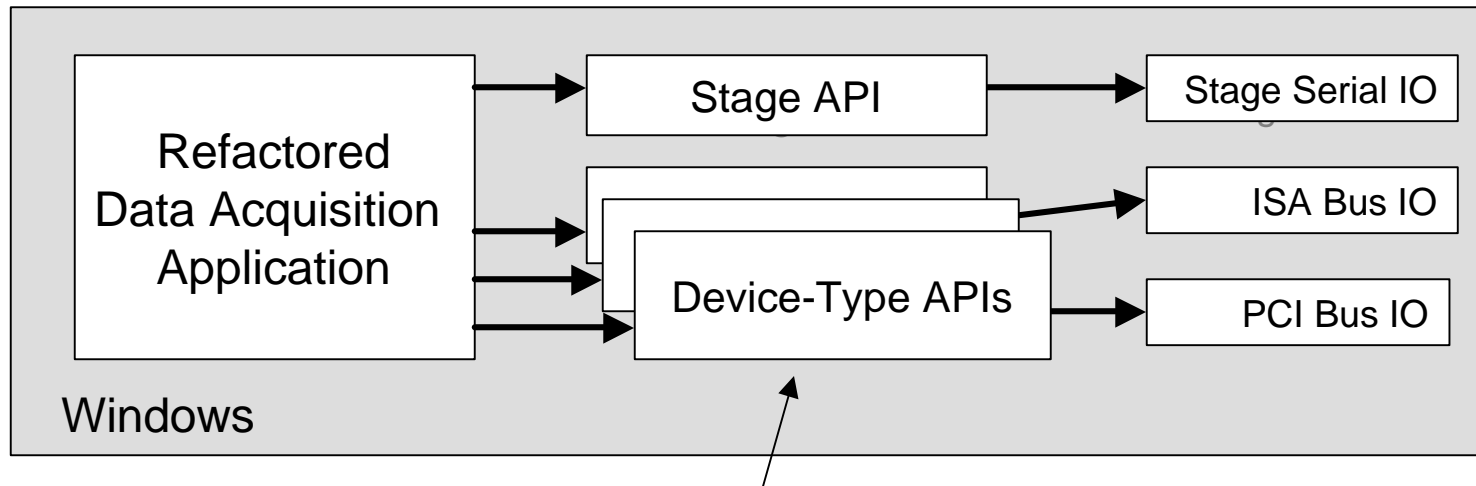 Refactored
Data Acquisition
Application
Stage API
Stage Serial IO
ISA Bus IO
Device-Type APIs
PCI Bus IO
Windows